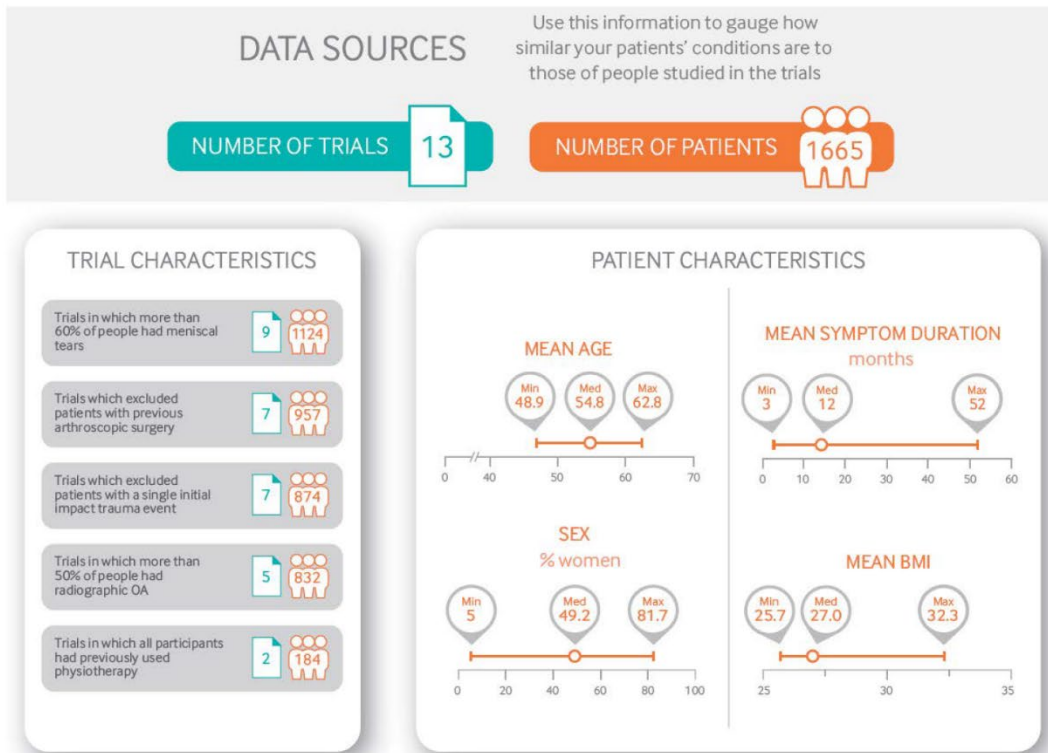 DATA SOURCES
Use this information to gauge how
similar your patients' conditions are to
those of people studied in the trials
NUMBER OF TRIALS 13
NUMBER OF PATIENTS 1665
TRIAL CHARACTERISTICS
Trials in which more than
60% of people had meniscal
tears
9 1124
Trials which excluded
patients with previous
arthroscopic surgery
7 957
Trials which excluded
patients with a single initial
impact trauma event
7 874
Trials in which more than
50% of people had
radiographic OA
5 832
Trials in which all participants
had previously used
physiotherapy
2 184
PATIENT CHARACTERISTICS
MEAN AGE
Min Med Max
48.9 54.8 62.8
0 40 50 60 70
MEAN SYMPTOM DURATION
months
Min Med Max
3 12 52
0 10 20 30 40 50 60
SEX
% women
Min Med Max
5 49.2 81.7
0 20 40 60 80 100
MEAN BMI
Min Med Max
25.7 27.0 32.3
25 30 35